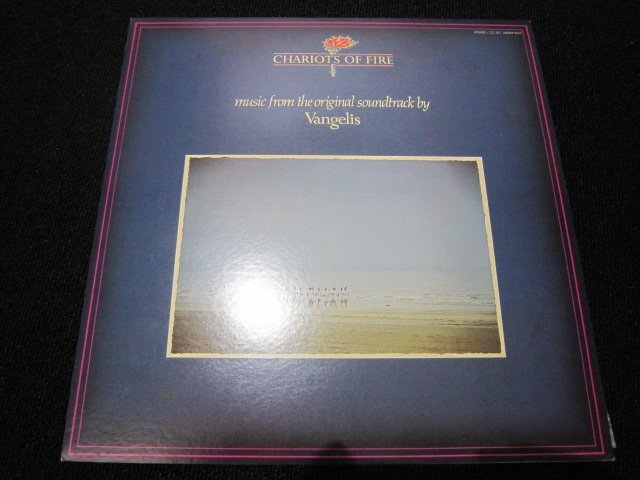 CHARIOTS OF FIRE
music from the original soundtrack by
Vangelis